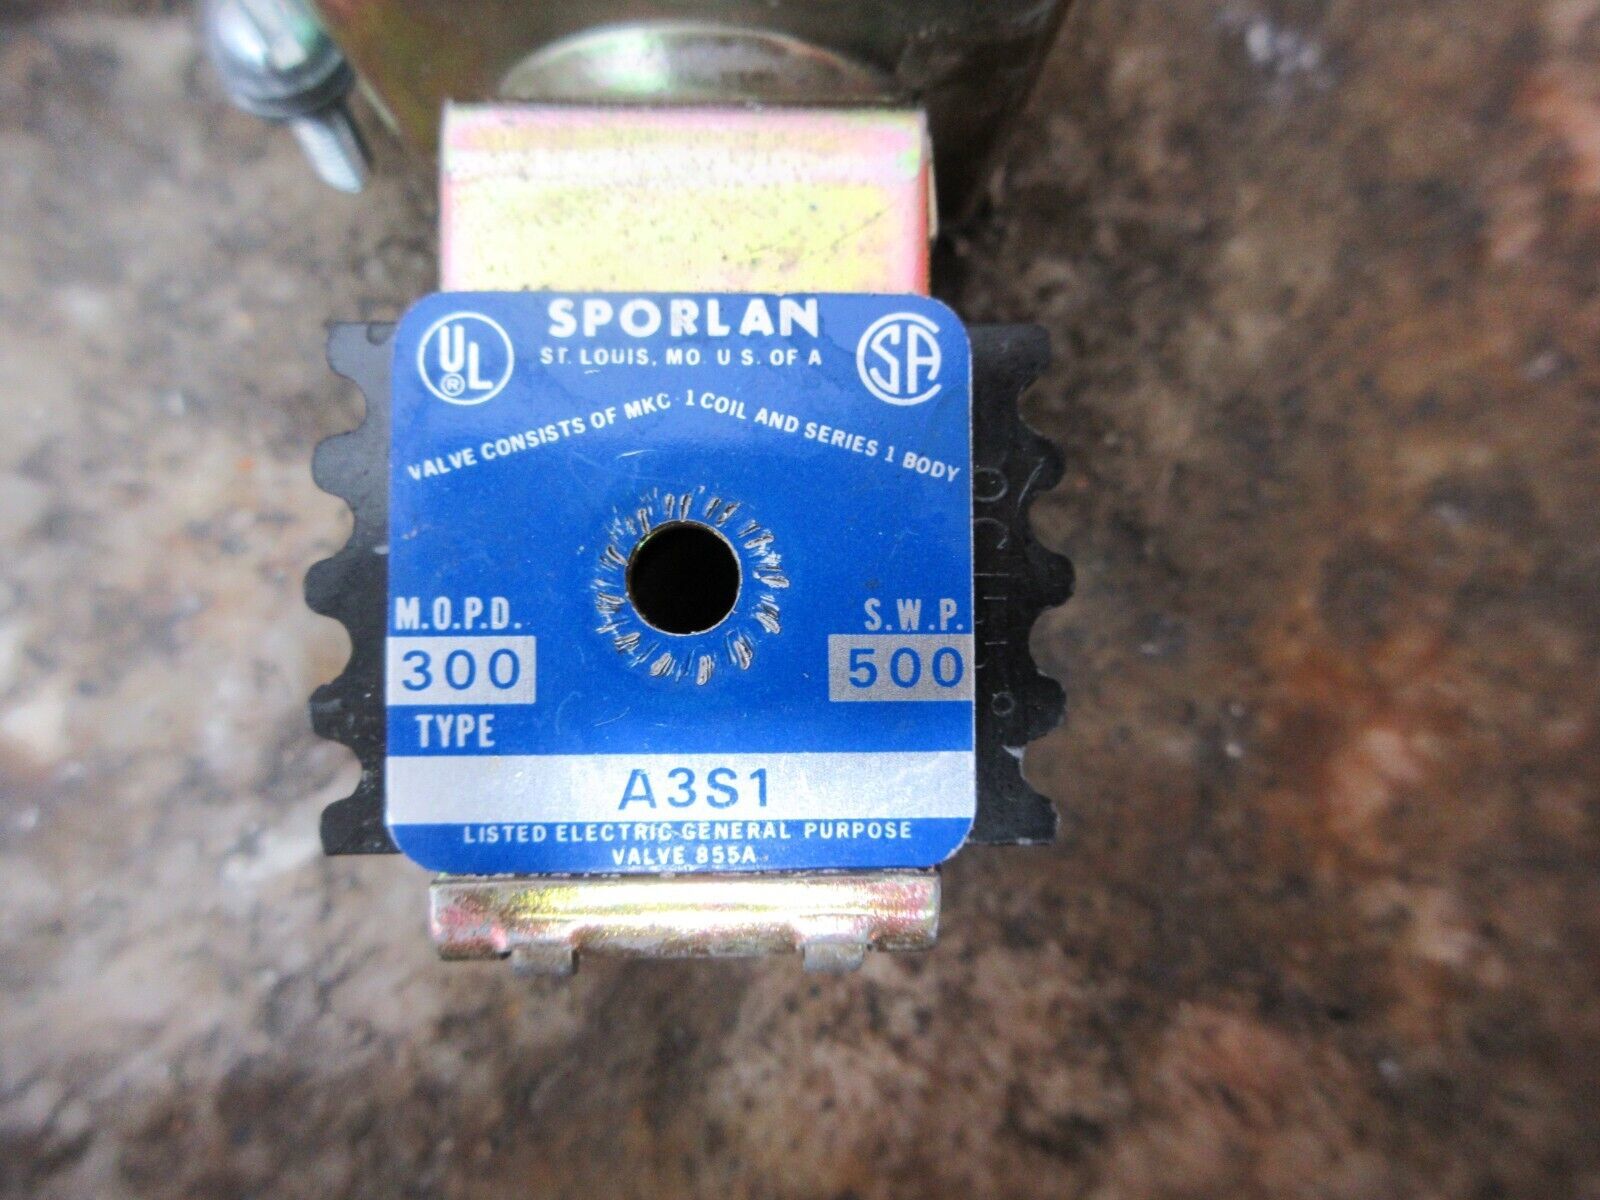 SPORLAN
UL
®
ST. LOUIS, MO. U S. OF A
SA
VALVE CONSISTS OF MKC-1 COIL AND SERIES 1 BODY
M.O.P.D.
S.W.P.
300
500
TYPE
A3S1
LISTED ELECTRIC GENERAL PURPOSE
VALVE 855A